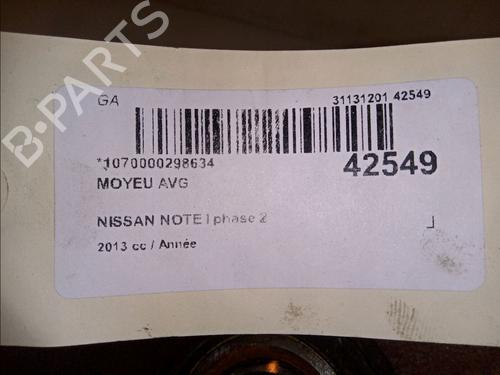 B-PARTS
GA
31131201 42549
*1070000298634
42549
MOYEU AVG
NISSAN NOTE I phase 2
2013 cc / Année